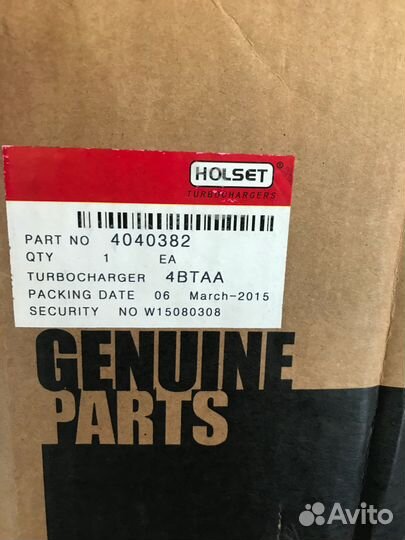 HOLSET ®
TURBOCHARGERS
PART NO 4040382
QTY 1 EA
TURBOCHARGER 4BTAA
PACKING DATE 06 March-2015
SECURITY NO W15080308
GENUINE
PARTS
Avito